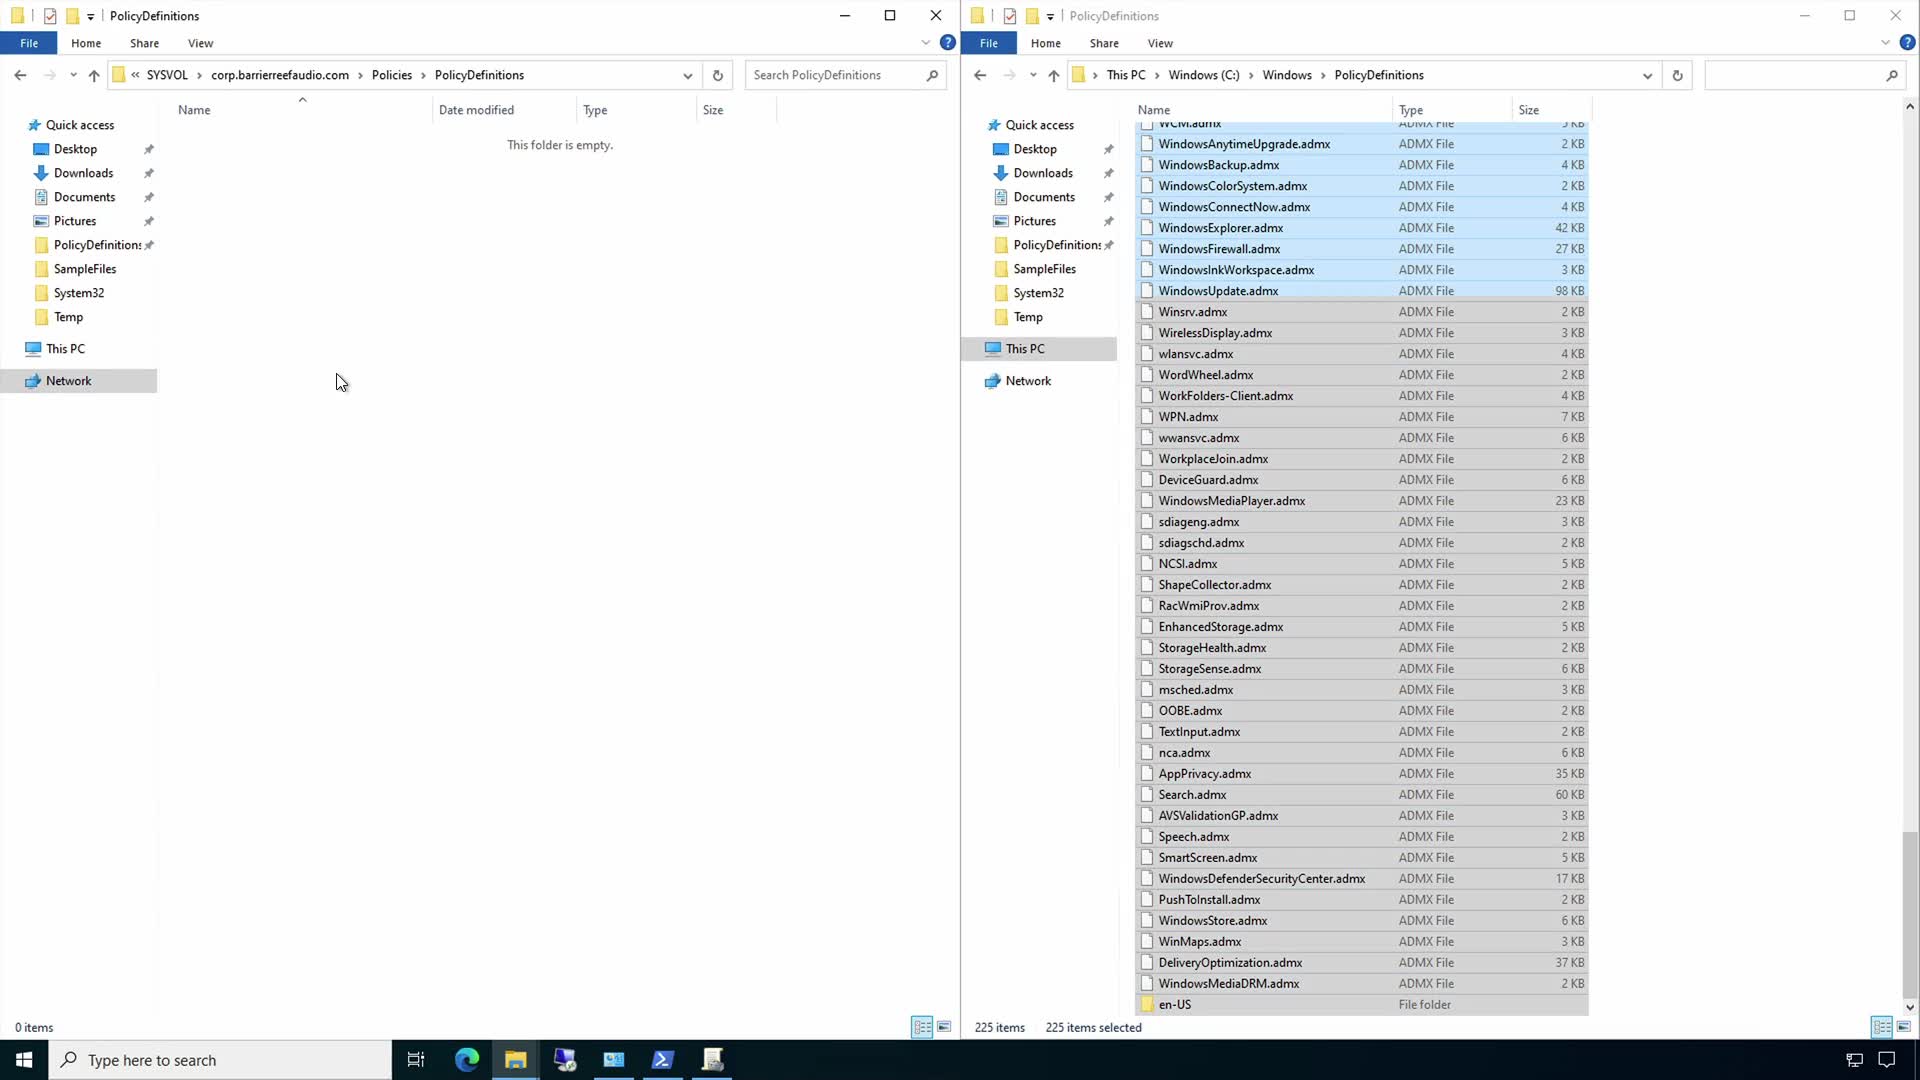 PolicyDefinitions
File Home Share View
« SYSVOL › corp.barrierreefaudio.com › Policies › PolicyDefinitions
Search PolicyDefinitions
Name Date modified Type Size
This folder is empty.
Quick access
Desktop
Downloads
Documents
Pictures
PolicyDefinitions
SampleFiles
System32
Temp
This PC
Network
0 items
PolicyDefinitions
File Home Share View
› This PC › Windows (C:) › Windows › PolicyDefinitions
Quick access
Desktop
Downloads
Documents
Pictures
PolicyDefinitions
SampleFiles
System32
Temp
This PC
Network
Name Type Size
WCM.admx ADMX File 5 KB
WindowsAnytimeUpgrade.admx ADMX File 2 KB
WindowsBackup.admx ADMX File 4 KB
WindowsColorSystem.admx ADMX File 2 KB
WindowsConnectNow.admx ADMX File 4 KB
WindowsExplorer.admx ADMX File 42 KB
WindowsFirewall.admx ADMX File 27 KB
WindowsInkWorkspace.admx ADMX File 3 KB
WindowsUpdate.admx ADMX File 98 KB
Winsrv.admx ADMX File 2 KB
WirelessDisplay.admx ADMX File 3 KB
wlansvc.admx ADMX File 4 KB
WordWheel.admx ADMX File 2 KB
WorkFolders-Client.admx ADMX File 4 KB
WPN.admx ADMX File 7 KB
wwansvc.admx ADMX File 6 KB
WorkplaceJoin.admx ADMX File 2 KB
DeviceGuard.admx ADMX File 6 KB
WindowsMediaPlayer.admx ADMX File 23 KB
sdiageng.admx ADMX File 3 KB
sdiagschd.admx ADMX File 2 KB
NCSI.admx ADMX File 5 KB
ShapeCollector.admx ADMX File 2 KB
RacWmiProv.admx ADMX File 2 KB
EnhancedStorage.admx ADMX File 5 KB
StorageHealth.admx ADMX File 2 KB
StorageSense.admx ADMX File 6 KB
msched.admx ADMX File 3 KB
OOBE.admx ADMX File 2 KB
TextInput.admx ADMX File 2 KB
nca.admx ADMX File 6 KB
AppPrivacy.admx ADMX File 35 KB
Search.admx ADMX File 60 KB
AVSValidationGP.admx ADMX File 3 KB
Speech.admx ADMX File 2 KB
SmartScreen.admx ADMX File 5 KB
WindowsDefenderSecurityCenter.admx ADMX File 17 KB
PushToInstall.admx ADMX File 2 KB
WindowsStore.admx ADMX File 6 KB
WinMaps.admx ADMX File 3 KB
DeliveryOptimization.admx ADMX File 37 KB
WindowsMediaDRM.admx ADMX File 2 KB
en-US File folder
225 items 225 items selected
Type here to search